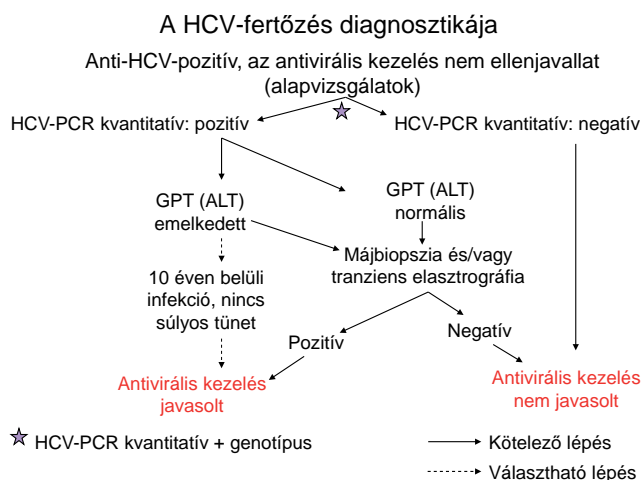 A HCV-fertőzés diagnosztikája
Anti-HCV-pozitív, az antivirális kezelés nem ellenjavallat
(alapvizsgálatok)
HCV-PCR kvantitatív: pozitív
HCV-PCR kvantitatív: negatív
GPT (ALT)
emelkedett
GPT (ALT)
normális
Májbiopszia és/vagy
tranziens elasztrográfia
10 éven belüli
infekció, nincs
súlyos tünet
Pozitív
Negatív
Antivirális kezelés
javasolt
Antivirális kezelés
nem javasolt
HCV-PCR kvantitatív + genotípus
Kötelező lépés
Választható lépés